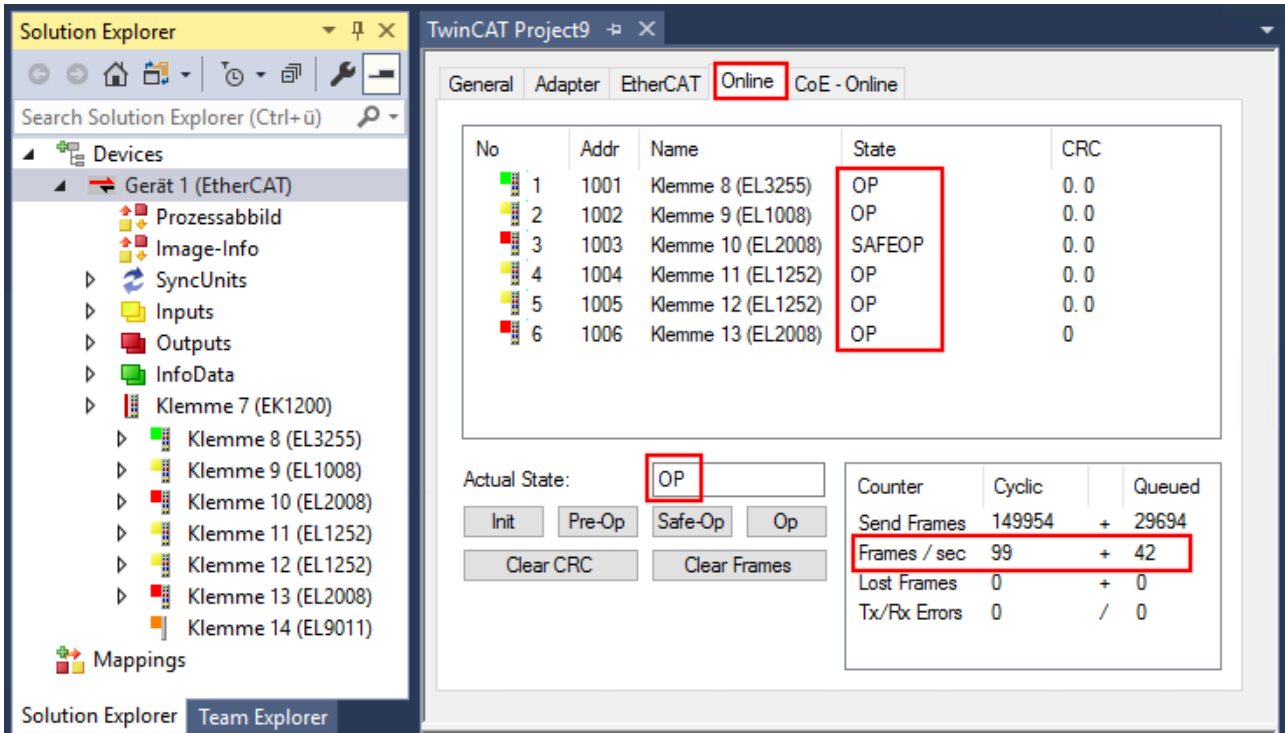 Solution Explorer
Search Solution Explorer (Ctrl+ü)
Devices
Gerät 1 (EtherCAT)
Prozessabbild
Image-Info
SyncUnits
Inputs
Outputs
InfoData
Klemme 7 (EK1200)
Klemme 8 (EL3255)
Klemme 9 (EL1008)
Klemme 10 (EL2008)
Klemme 11 (EL1252)
Klemme 12 (EL1252)
Klemme 13 (EL2008)
Klemme 14 (EL9011)
Mappings
Solution Explorer Team Explorer
TwinCAT Project9
General Adapter EtherCAT Online CoE - Online
No Addr Name State CRC
1 1001 Klemme 8 (EL3255) OP 0. 0
2 1002 Klemme 9 (EL1008) OP 0. 0
3 1003 Klemme 10 (EL2008) SAFEOP 0. 0
4 1004 Klemme 11 (EL1252) OP 0. 0
5 1005 Klemme 12 (EL1252) OP 0. 0
6 1006 Klemme 13 (EL2008) OP 0
Actual State: OP
Init Pre-Op Safe-Op Op
Clear CRC Clear Frames
Counter Cyclic Queued
Send Frames 149954 + 29694
Frames / sec 99 + 42
Lost Frames 0 + 0
Tx/Rx Errors 0 / 0